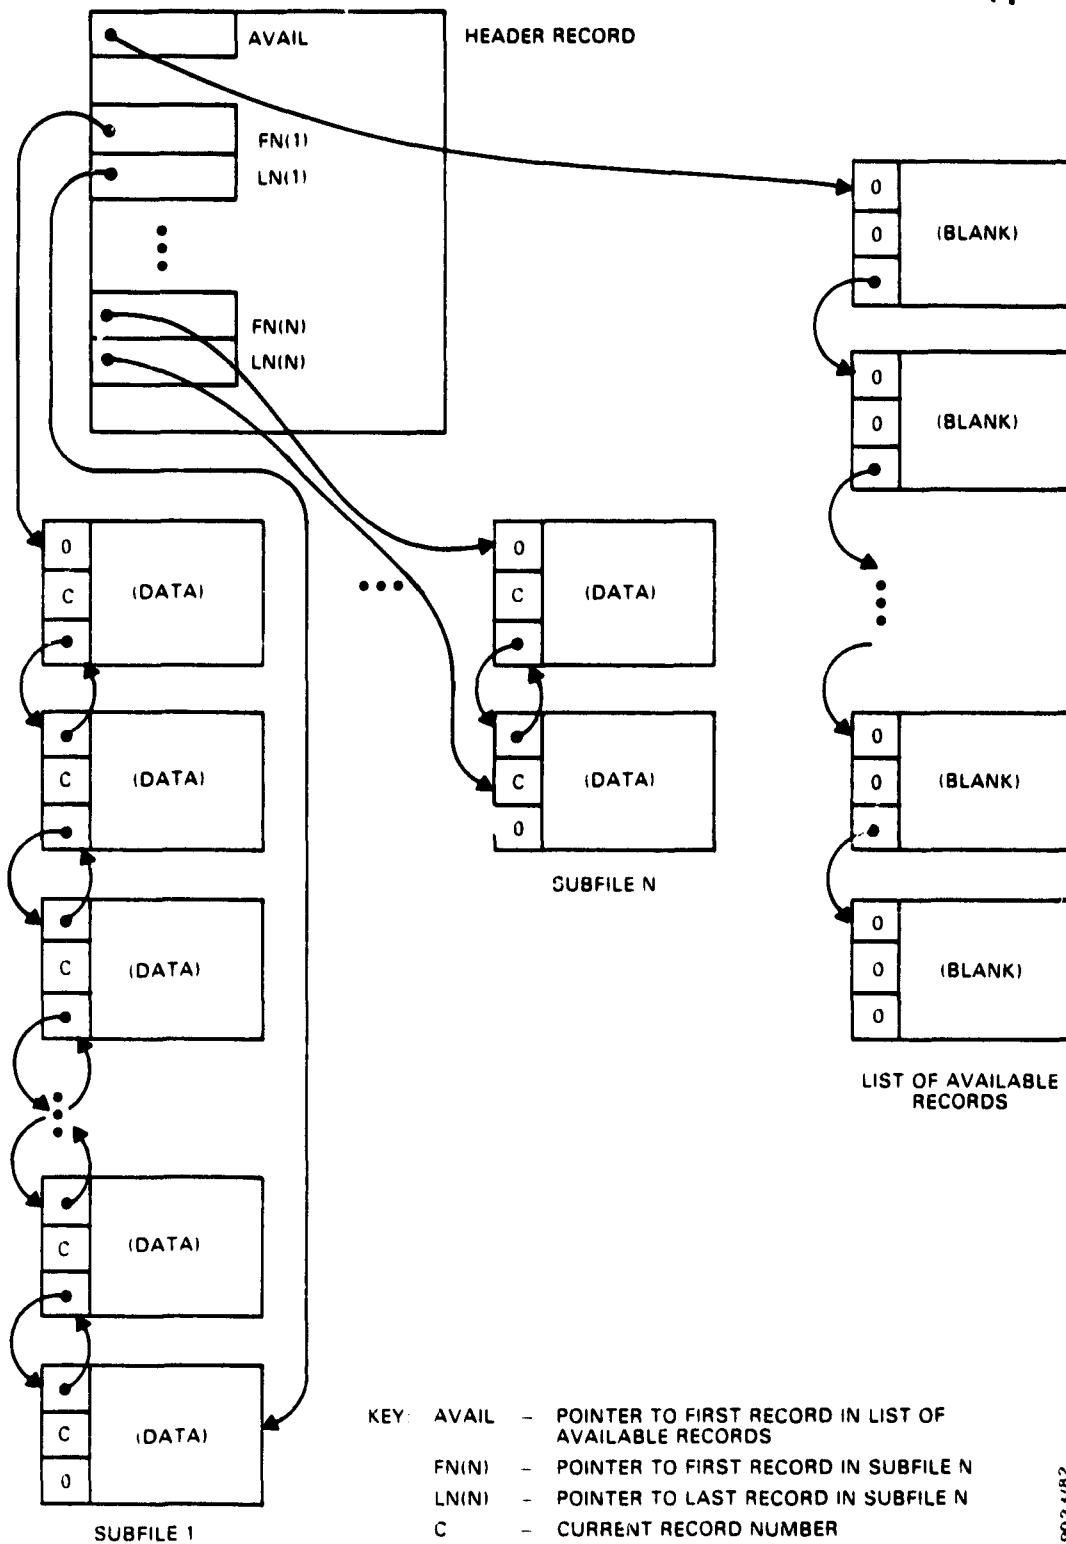 AVAIL
HEADER RECORD
FN(1)
LN(1)
FN(N)
LN(N)
0
0
(BLANK)
0
0
(BLANK)
0
C
(DATA)
0
C
(DATA)
C
(DATA)
C
(DATA)
0
SUBFILE N
0
0
(BLANK)
C
(DATA)
0
0
0
(BLANK)
LIST OF AVAILABLE
RECORDS
C
(DATA)
C
(DATA)
0
SUBFILE 1
KEY: AVAIL – POINTER TO FIRST RECORD IN LIST OF
AVAILABLE RECORDS
FN(N) – POINTER TO FIRST RECORD IN SUBFILE N
LN(N) – POINTER TO LAST RECORD IN SUBFILE N
C – CURRENT RECORD NUMBER